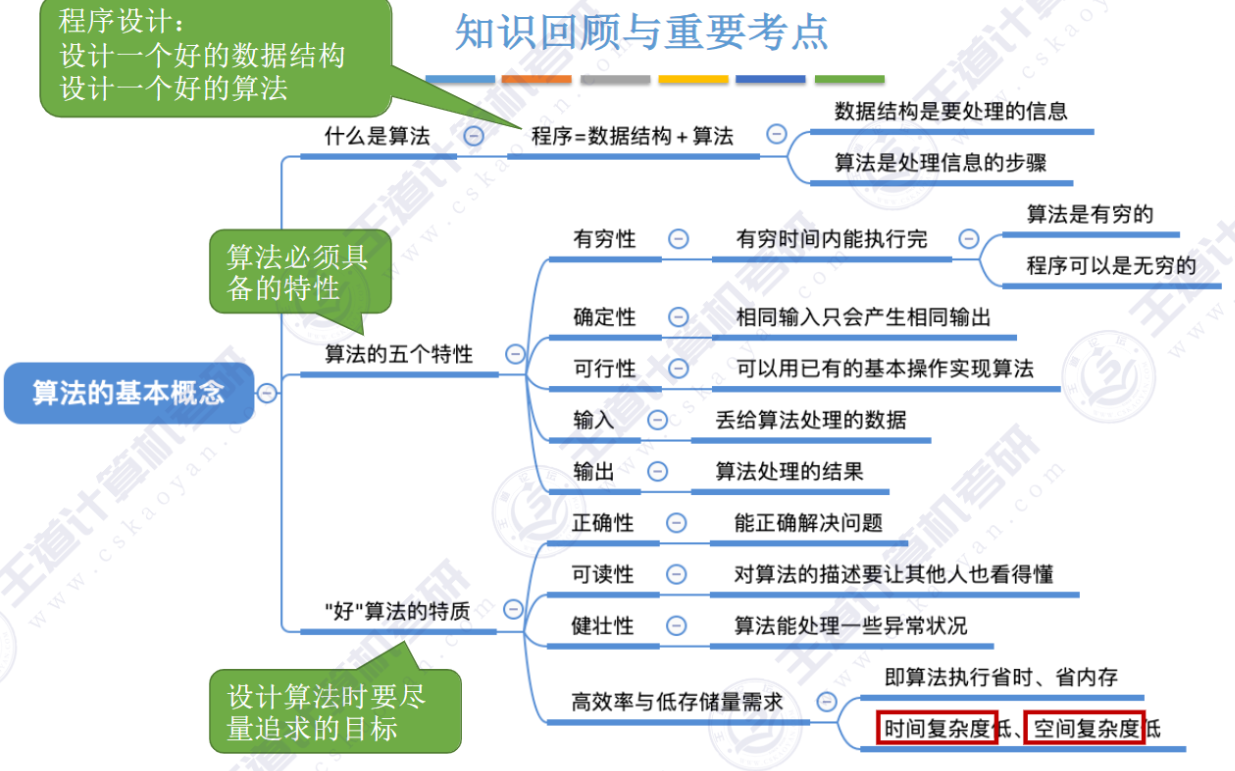 程序设计：
设计一个好的数据结构
设计一个好的算法
知识回顾与重要考点
什么是算法
程序=数据结构+算法
数据结构是要处理的信息
算法是处理信息的步骤
算法必须具
备的特性
算法的基本概念
算法的五个特性
有穷性
有穷时间内能执行完
算法是有穷的
程序可以是无穷的
确定性
相同输入只会产生相同输出
可行性
可以用已有的基本操作实现算法
输入
丢给算法处理的数据
输出
算法处理的结果
"好"算法的特质
正确性
能正确解决问题
可读性
对算法的描述要让其他人也看得懂
健壮性
算法能处理一些异常状况
高效率与低存储量需求
即算法执行省时、省内存
时间复杂度低、空间复杂度低
设计算法时要尽
量追求的目标
王道计算机考研
www.cskaoyan.com